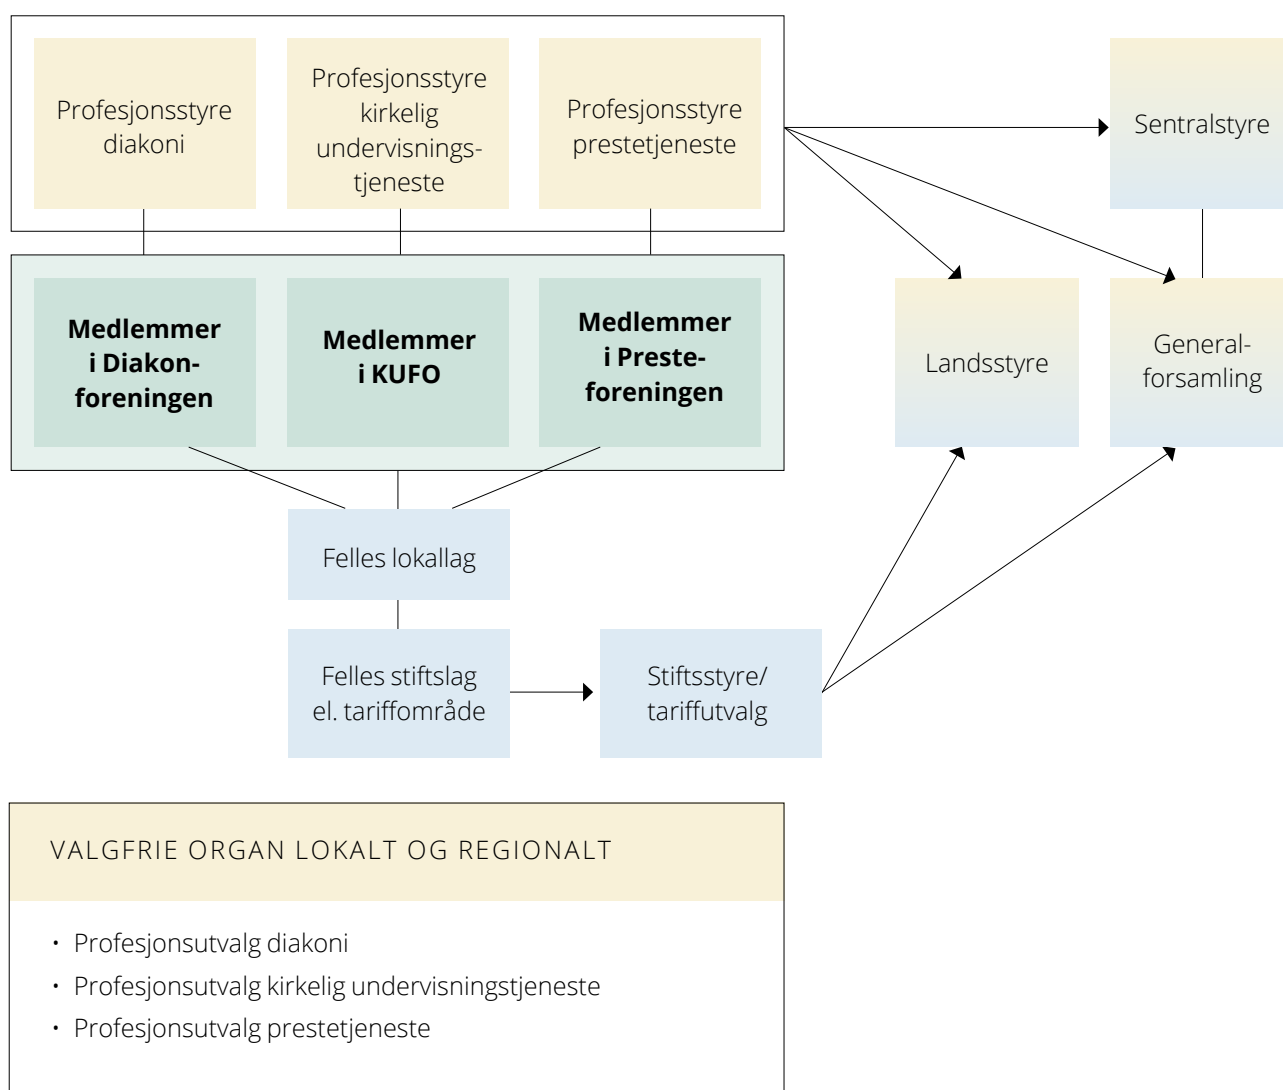 Profesjonsstyre
diakoni
Profesjonsstyre
kirkelig
undervisnings-
tjeneste
Profesjonsstyre
prestetjeneste
Sentralstyre
Medlemmer
i Diakon-
foreningen
Medlemmer
i KUFO
Medlemmer
i Preste-
foreningen
Landsstyre
General-
forsamling
Felles lokallag
Felles stiftslag
el. tariffområde
Stiftsstyre/
tariffutvalg
VALGFRIE ORGAN LOKALT OG REGIONALT
• Profesjonsutvalg diakoni
• Profesjonsutvalg kirkelig undervisningstjeneste
• Profesjonsutvalg prestetjeneste